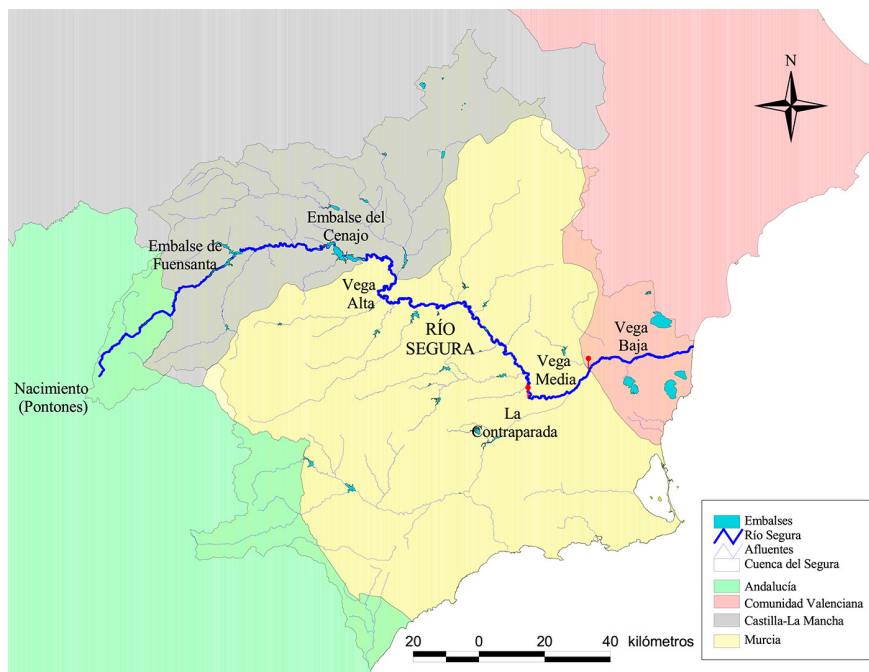 N
Embalse del
Cenajo
Embalse de
Fuensanta
Vega
Alta
RÍO
SEGURA
Vega
Baja
Vega
Media
Nacimiento
(Pontones)
La
Contraparada
Embalses
Río Segura
Afluentes
Cuenca del Segura
Andalucía
Comunidad Valenciana
Castilla-La Mancha
Murcia
20 0 20 40 kilómetros